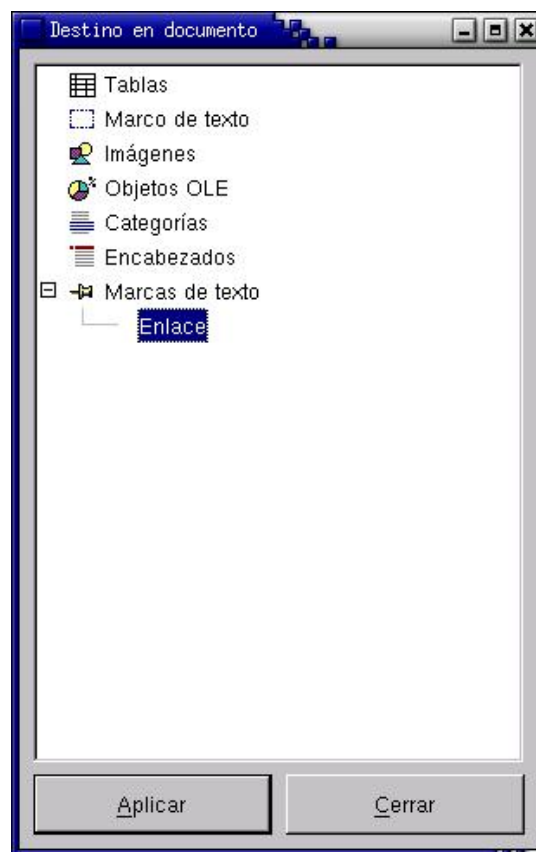 Destino en documento
Tablas
Marco de texto
Imágenes
Objetos OLE
Categorías
Encabezados
Marcas de texto
Enlace
Aplicar Cerrar